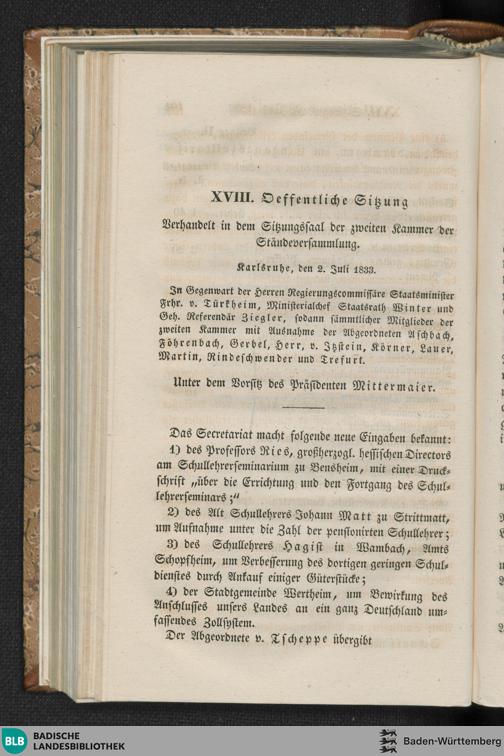 XVIII. Oeffentliche Sitzung
Verhandelt in dem Sitzungssaal der zweiten Kammer der
Ständeversammlung.
Karlsruhe, den 2. Juli 1833.
In Gegenwart der Herren Regierungscommissäre Staatsminister
Frhr. v. Türkheim, Ministerialchef Staatsrath Winter und
Geh. Referendär Ziegler, sodann sämmtlicher Mitglieder der
zweiten Kammer mit Ausnahme der Abgeordneten Aschbach,
Föhrenbach, Gerbel, Herr, v. Itzstein, Körner, Lauer,
Martin, Rindeschwender und Trefurt.
Unter dem Vorsitz des Präsidenten Mittermaier.
Das Secretariat macht folgende neue Eingaben bekannt:
1) des Professors Ries, großherzogl. hessischen Directors
am Schullehrerseminarium zu Bensheim, mit einer Druck-
schrift „über die Errichtung und den Fortgang des Schul-
lehrerseminars;“
2) des Alt Schullehrers Johann Matt zu Strittmatt,
um Aufnahme unter die Zahl der pensionirten Schullehrer;
3) des Schullehrers Hagist in Wambach, Amts
Schopfheim, um Verbesserung des dortigen geringen Schul-
dienstes durch Ankauf einiger Güterstücke;
4) der Stadtgemeinde Wertheim, um Bewirkung des
Anschlusses unsers Landes an ein ganz Deutschland um-
fassendes Zollsystem.
Der Abgeordnete v. Tscheppe übergibt
BLB BADISCHE
LANDESBIBLIOTHEK
Baden-Württemberg